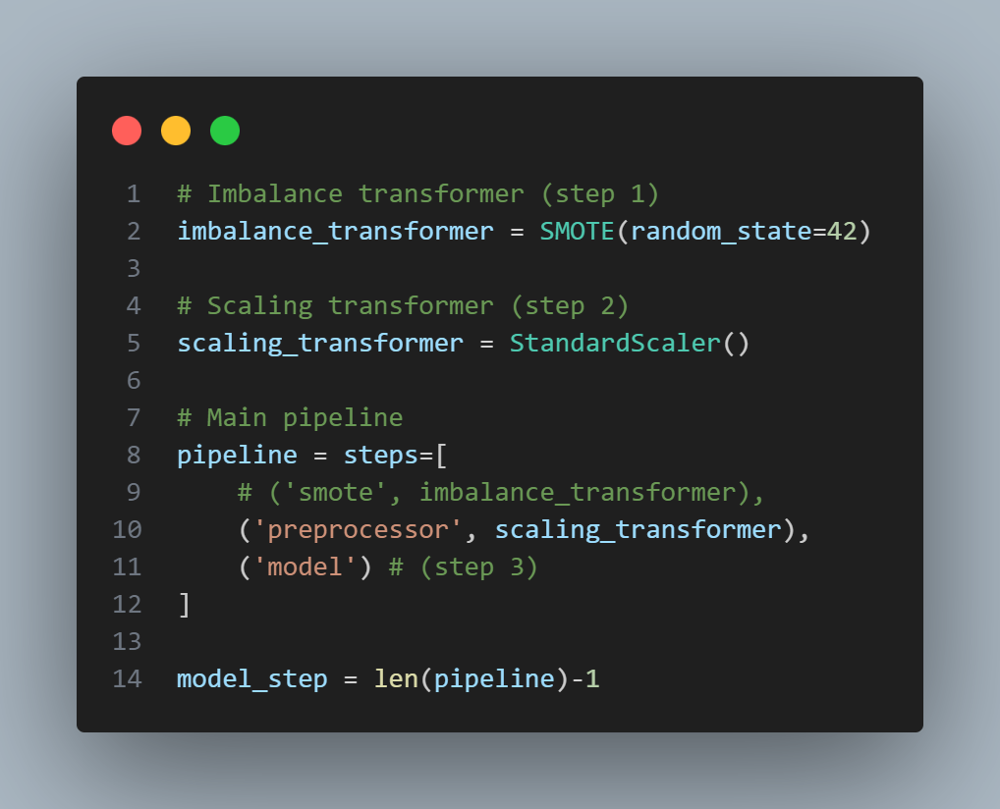 1 # Imbalance transformer (step 1)
2 imbalance_transformer = SMOTE(random_state=42)
3
4 # Scaling transformer (step 2)
5 scaling_transformer = StandardScaler()
6
7 # Main pipeline
8 pipeline = steps=[
9     # ('smote', imbalance_transformer),
10     ('preprocessor', scaling_transformer),
11     ('model') # (step 3)
12 ]
13
14 model_step = len(pipeline)-1